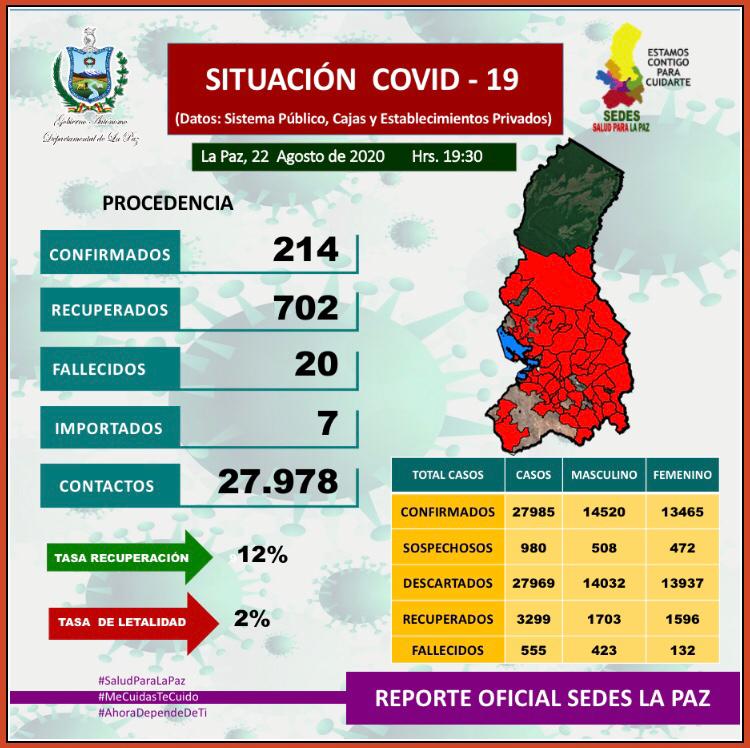 SITUACIÓN COVID - 19
(Datos: Sistema Público, Cajas y Establecimientos Privados)
La Paz, 22 Agosto de 2020 Hrs. 19:30
Gobierno Autónomo
Departamental de La Paz
ESTAMOS
CONTIGO
PARA
CUIDARTE
SEDES
SALUD PARA LA PAZ
PROCEDENCIA
CONFIRMADOS 214
RECUPERADOS 702
FALLECIDOS 20
IMPORTADOS 7
CONTACTOS 27.978
TASA RECUPERACIÓN 12%
TASA DE LETALIDAD 2%
TOTAL CASOS CASOS MASCULINO FEMENINO
CONFIRMADOS 27985 14520 13465
SOSPECHOSOS 980 508 472
DESCARTADOS 27969 14032 13937
RECUPERADOS 3299 1703 1596
FALLECIDOS 555 423 132
#SaludParaLaPaz
#MeCuidasTeCuido
#AhoraDependeDeTi
REPORTE OFICIAL SEDES LA PAZ